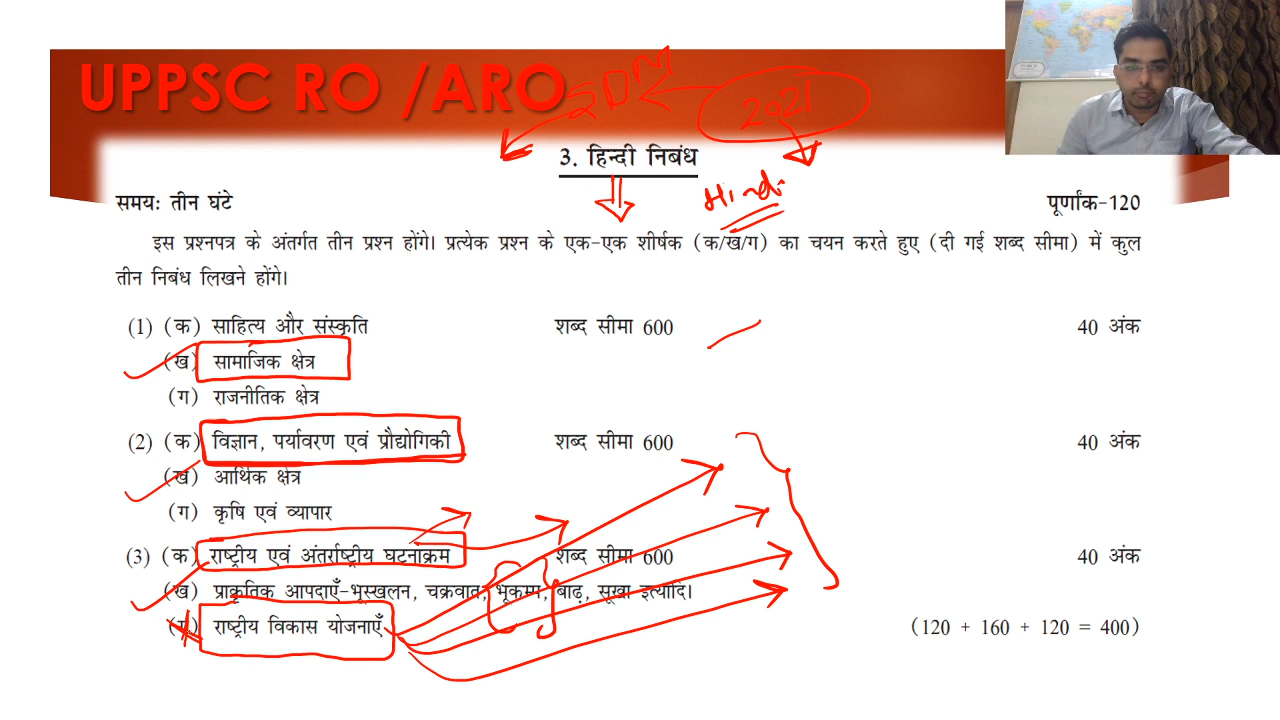 UPPSC RO /ARO
SDM
2021
3. हिन्दी निबंध
Hindi
समयः तीन घंटे
पूर्णांक-120
इस प्रश्नपत्र के अंतर्गत तीन प्रश्न होंगे। प्रत्येक प्रश्न के एक-एक शीर्षक (क/ख/ग) का चयन करते हुए (दी गई शब्द सीमा) में कुल
तीन निबंध लिखने होंगे।
(1) (क) साहित्य और संस्कृति शब्द सीमा 600 40 अंक
(ख) सामाजिक क्षेत्र
(ग) राजनीतिक क्षेत्र
(2) (क) विज्ञान, पर्यावरण एवं प्रौद्योगिकी शब्द सीमा 600 40 अंक
(ख) आर्थिक क्षेत्र
(ग) कृषि एवं व्यापार
(3) (क) राष्ट्रीय एवं अंतर्राष्ट्रीय घटनाक्रम शब्द सीमा 600 40 अंक
(ख) प्राकृतिक आपदाएँ-भूस्खलन, चक्रवात, भूकम्प, बाढ़, सूखा इत्यादि।
(ग) राष्ट्रीय विकास योजनाएँ (120 + 160 + 120 = 400)